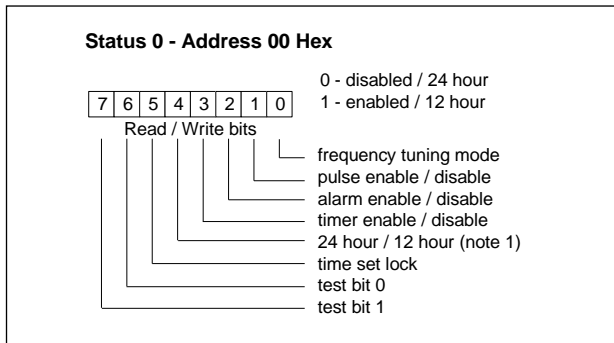 Status 0 - Address 00 Hex
0 - disabled / 24 hour
1 - enabled / 12 hour
7 6 5 4 3 2 1 0
Read / Write bits
frequency tuning mode
pulse enable / disable
alarm enable / disable
timer enable / disable
24 hour / 12 hour (note 1)
time set lock
test bit 0
test bit 1